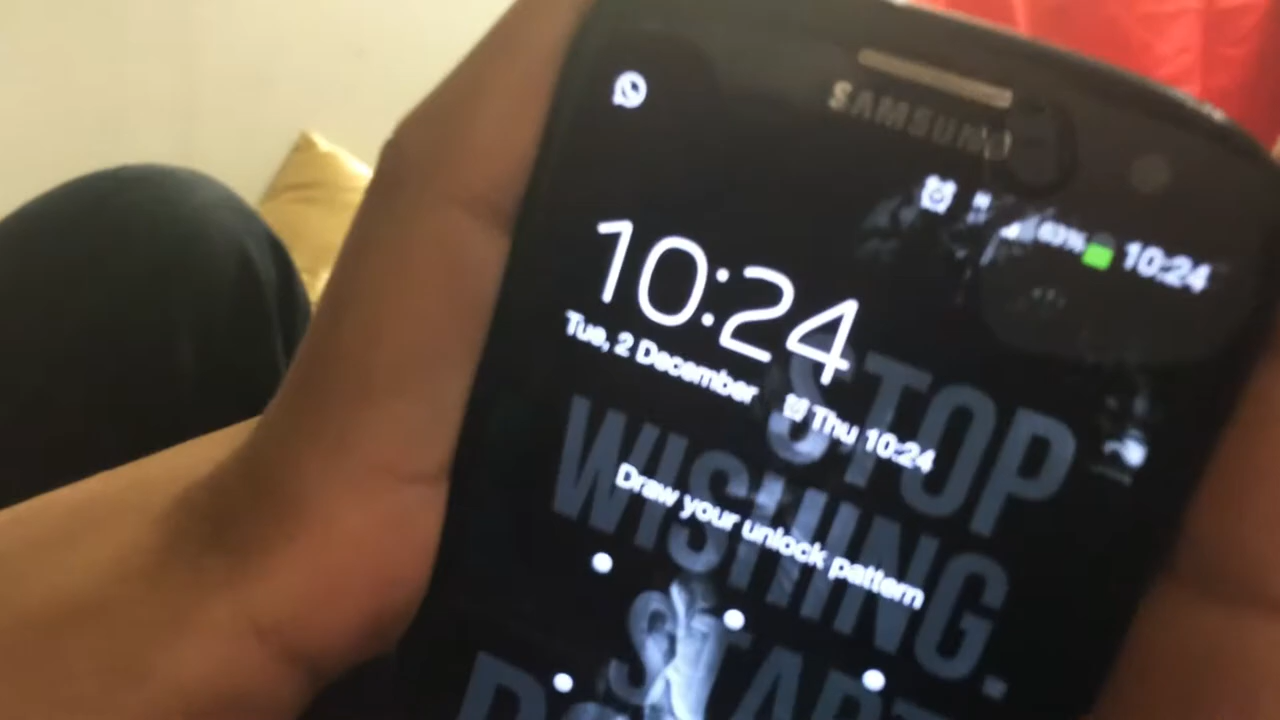 SAMSUNG
10:24
10:24
Tue, 2 December
Thu 10:24
STOP
WISHING.
Draw your unlock pattern
START